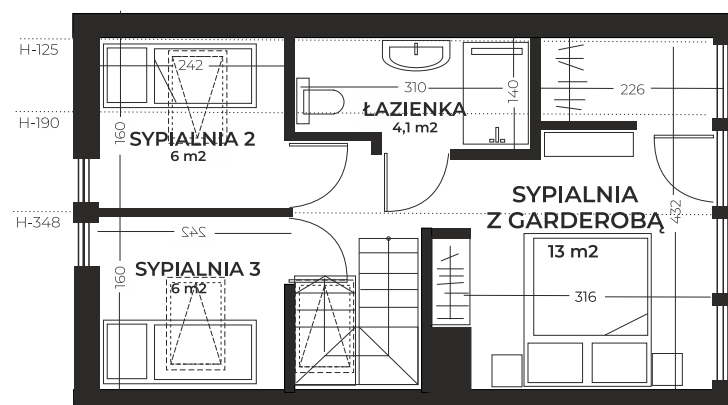 H-125
242
310
226
140
ŁAZIENKA
4,1 m2
H-190
160
SYPIALNIA 2
6 m2
SYPIALNIA
Z GARDEROBĄ
13 m2
432
H-348
242
160
SYPIALNIA 3
6 m2
316